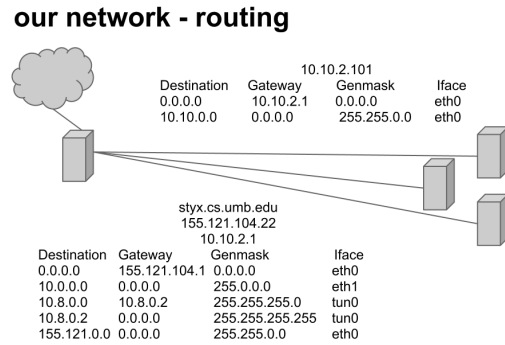 our network - routing
10.10.2.101
Destination Gateway Genmask Iface
0.0.0.0 10.10.2.1 0.0.0.0 eth0
10.10.0.0 0.0.0.0 255.255.0.0 eth0
styx.cs.umb.edu
155.121.104.22
10.10.2.1
Destination Gateway Genmask Iface
0.0.0.0 155.121.104.1 0.0.0.0 eth0
10.0.0.0 0.0.0.0 255.0.0.0 eth1
10.8.0.0 10.8.0.2 255.255.255.0 tun0
10.8.0.2 0.0.0.0 255.255.255.255 tun0
155.121.0.0 0.0.0.0 255.255.0.0 eth0